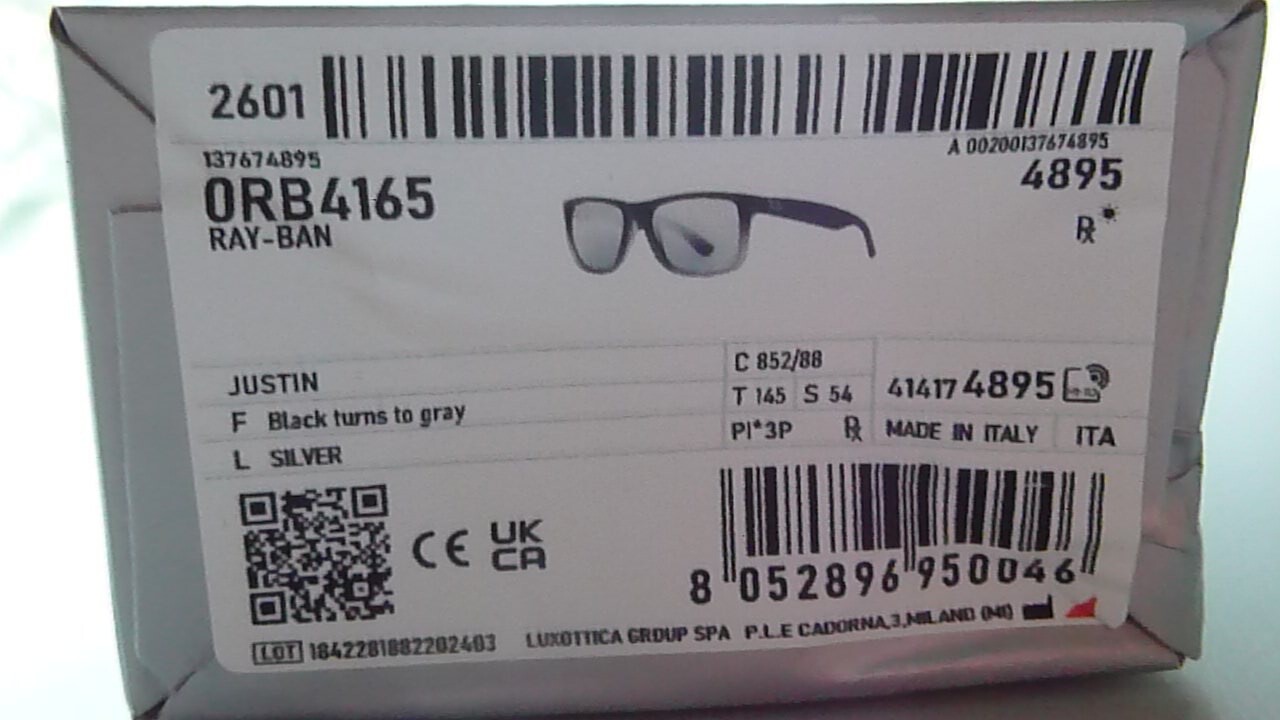 2601
A 00200137674895
137674895
4895
0RB4165
RAY-BAN
JUSTIN
C 852/88
F Black turns to gray
T 145 S 54
41417 4895
L SILVER
PI*3P
MADE IN ITALY ITA
CE UK CA
8 052896 950046
LOT 1842281882202403 LUXOTTICA GROUP SPA P.L.E CADORNA,3,MILANO (MI)